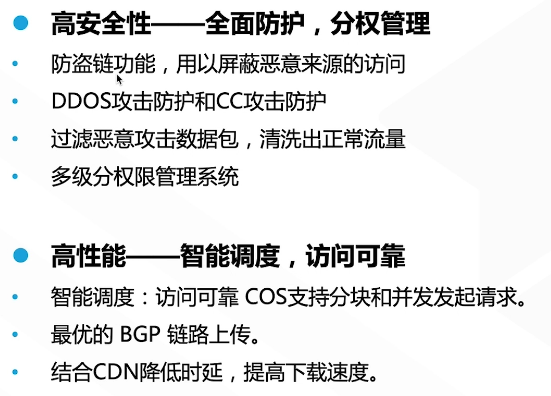 高安全性——全面防护，分权管理
防盗链功能，用以屏蔽恶意来源的访问
DDOS攻击防护和CC攻击防护
过滤恶意攻击数据包，清洗出正常流量
多级分权限管理系统
高性能——智能调度，访问可靠
智能调度：访问可靠 COS支持分块和并发发起请求。
最优的 BGP 链路上传。
结合CDN降低时延，提高下载速度。